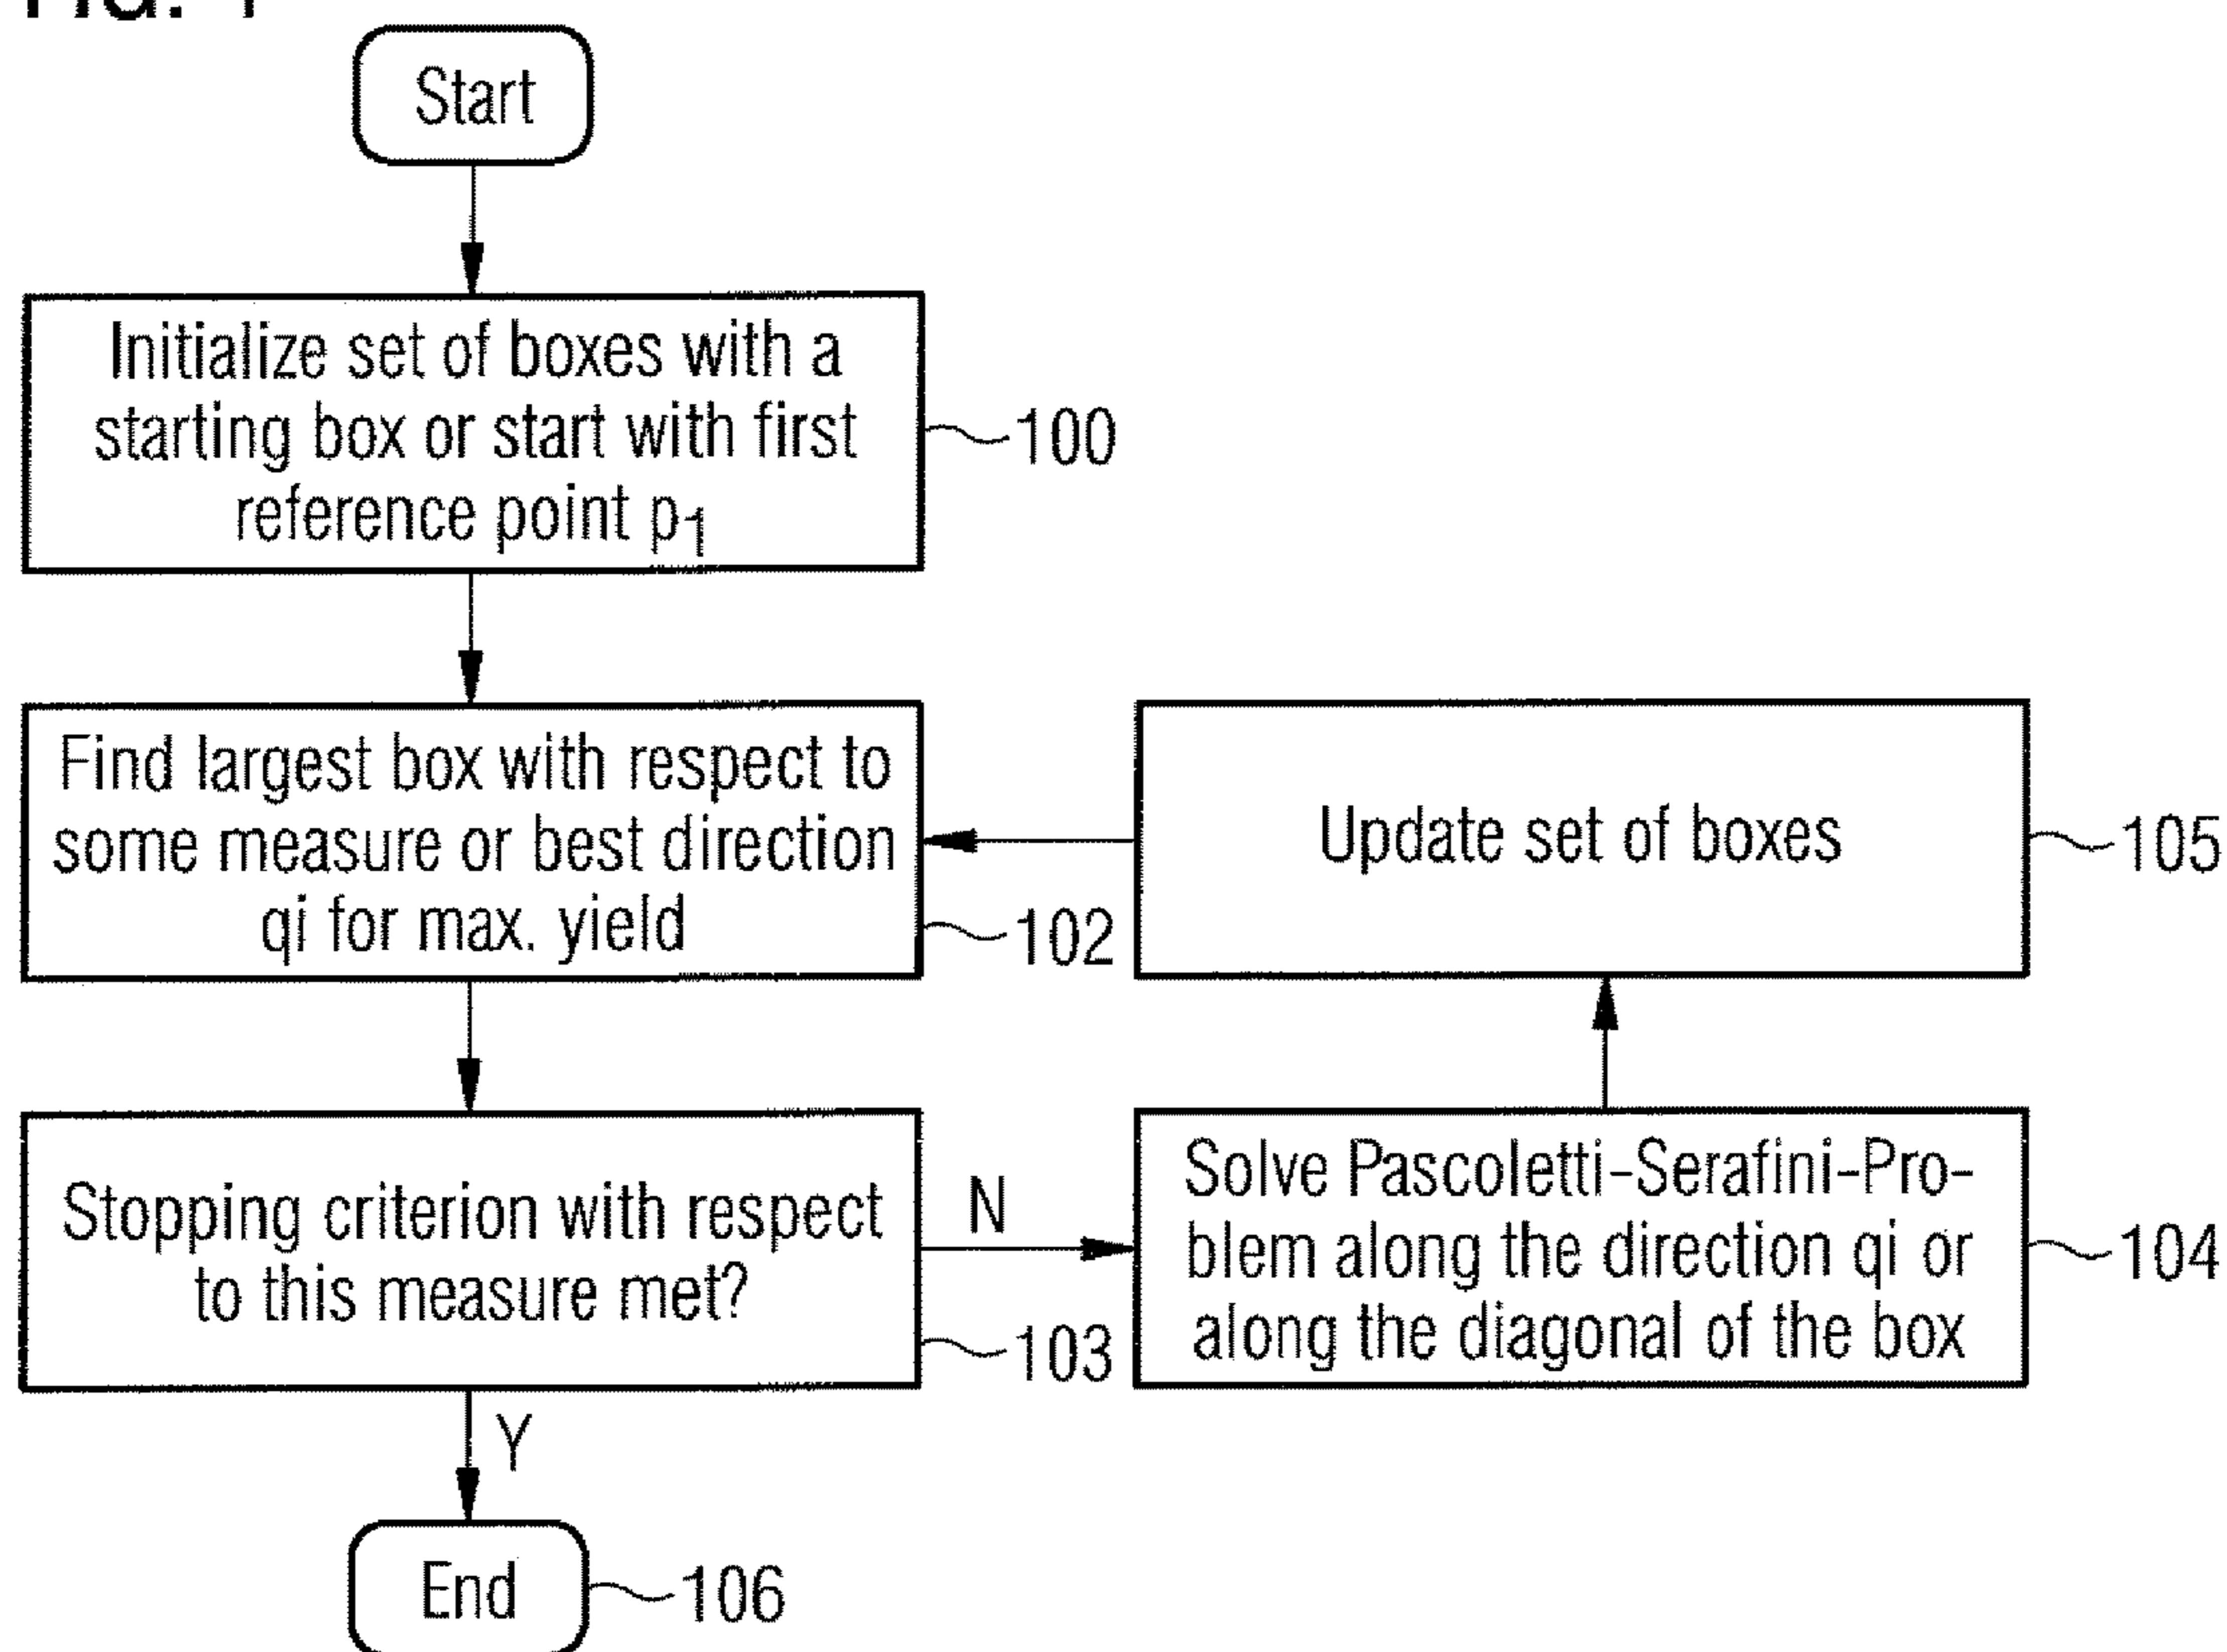 Start
Initialize set of boxes with a
starting box or start with first
reference point p1
100
Find largest box with respect to
some measure or best direction
qi for max. yield
102
Update set of boxes
105
Stopping criterion with respect
to this measure met?
103
N
Solve Pascoletti-Serafini-Pro-
blem along the direction qi or
along the diagonal of the box
104
Y
End
106